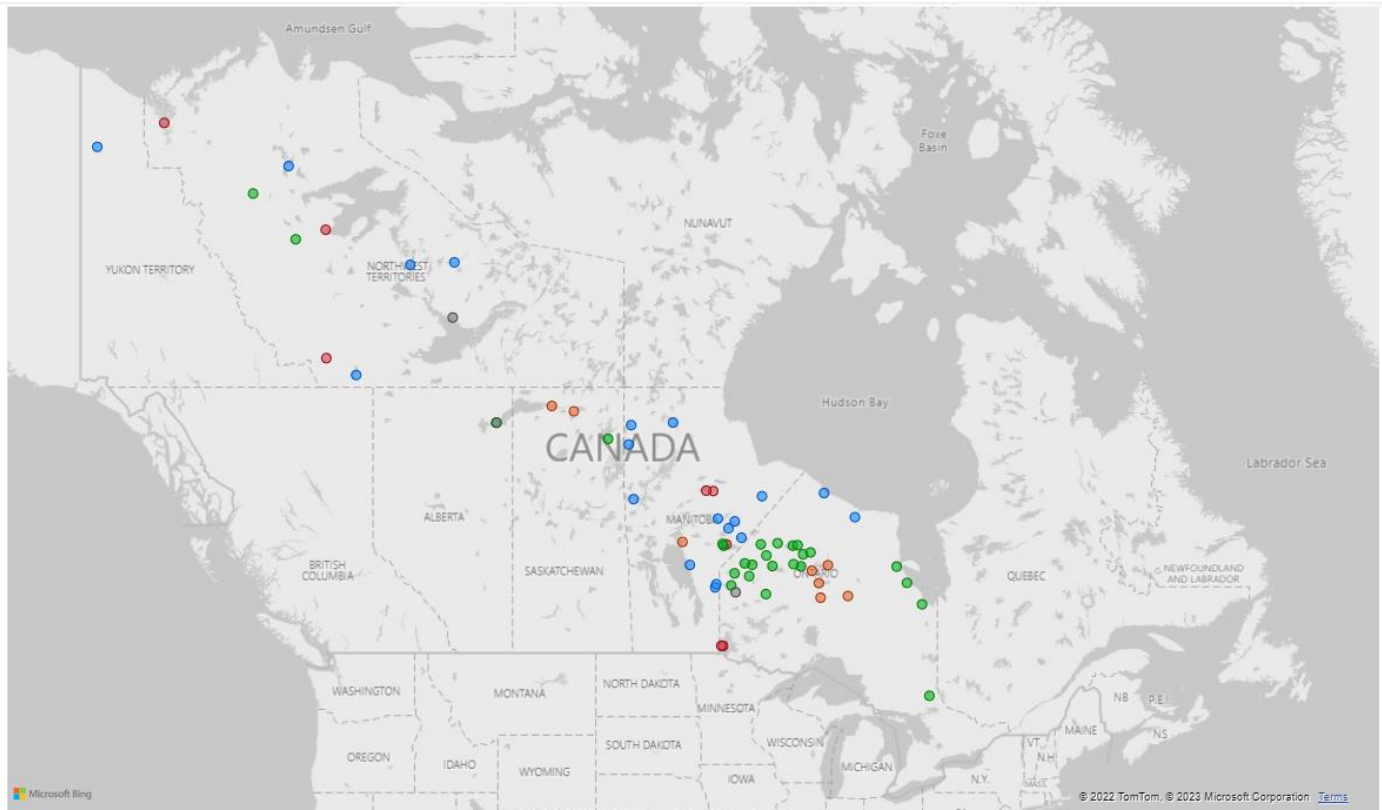 Amundsen Gulf
Foxe
Basin
NUNAVUT
YUKON TERRITORY
NORTHWEST
TERRITORIES
Hudson Bay
CANADA
Labrador Sea
ALBERTA
MANITOBA
BRITISH
COLUMBIA
SASKATCHEWAN
ONTARIO
QUEBEC
NEWFOUNDLAND
AND LABRADOR
WASHINGTON
MONTANA
NORTH DAKOTA
MINNESOTA
NB
P.E.I.
OREGON
IDAHO
SOUTH DAKOTA
WISCONSIN
VT.
MAINE
NS
N.H.
WYOMING
MICHIGAN
IOWA
N.Y.
MASS.
Microsoft Bing
© 2022 TomTom, © 2023 Microsoft Corporation Terms